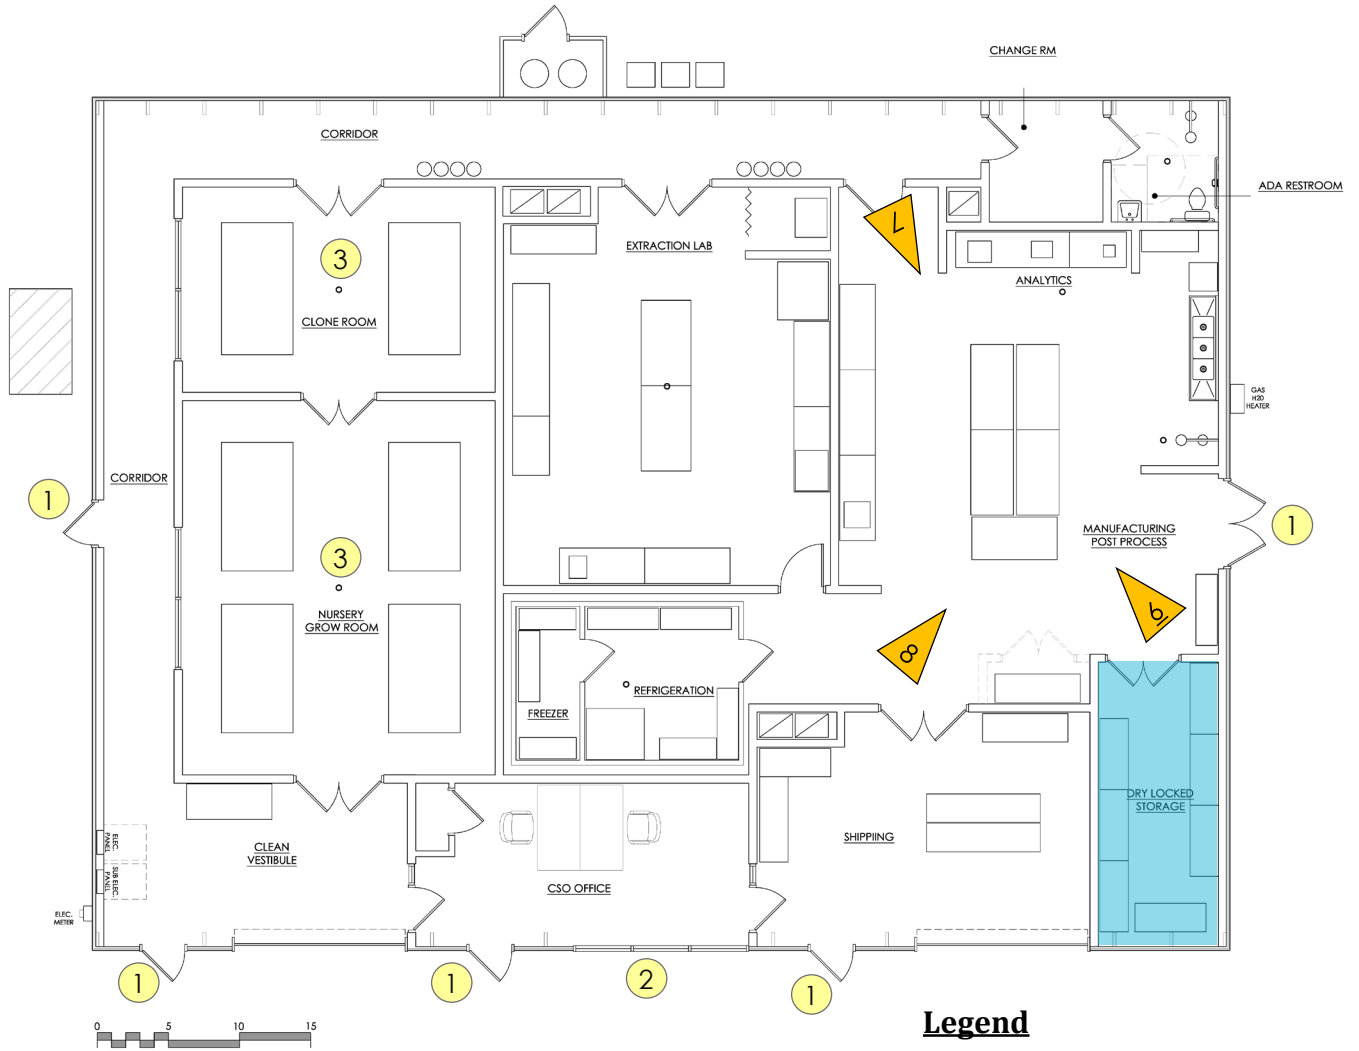 CHANGE RM
CORRIDOR
ADA RESTROOM
7
3
EXTRACTION LAB
ANALYTICS
CLONE ROOM
GAS
H20
HEATER
CORRIDOR
1
1
MANUFACTURING
POST PROCESS
3
NURSERY
GROW ROOM
9
8
REFRIGERATION
FREEZER
DRY LOCKED
STORAGE
ELEC.
PANEL
SUB ELEC.
PANEL
CLEAN
VESTIBULE
SHIPPIING
CSO OFFICE
ELEC.
METER
1
1
2
1
Legend
0 5 10 15